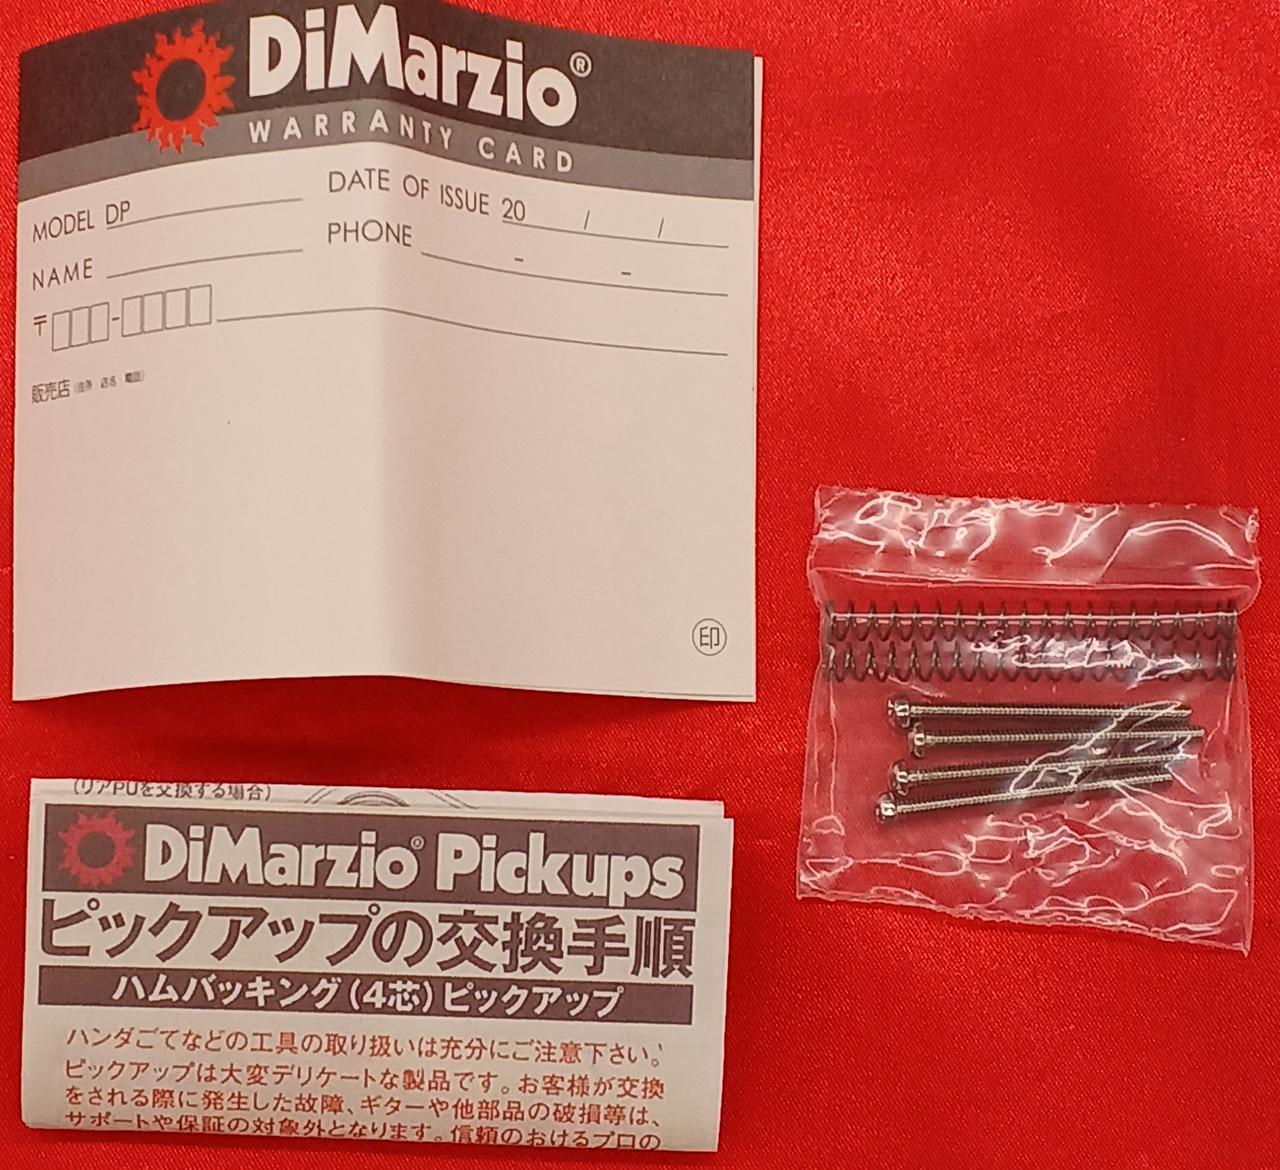 DiMarzio®
WARRANTY CARD
MODEL DP
DATE OF ISSUE 20 / /
NAME
PHONE - -
〒 -
販売店 (住所・店名・電話)
印
(リアPUを交換する場合)
DiMarzio® Pickups
ピックアップの交換手順
ハムバッキング(4芯)ピックアップ
ハンダごてなどの工具の取り扱いは充分にご注意下さい。
ピックアップは大変デリケートな製品です。お客様が交換
をされる際に発生した故障、ギターや他部品の破損等は、
サポートや保証の対象外となります。信頼のおけるプロの